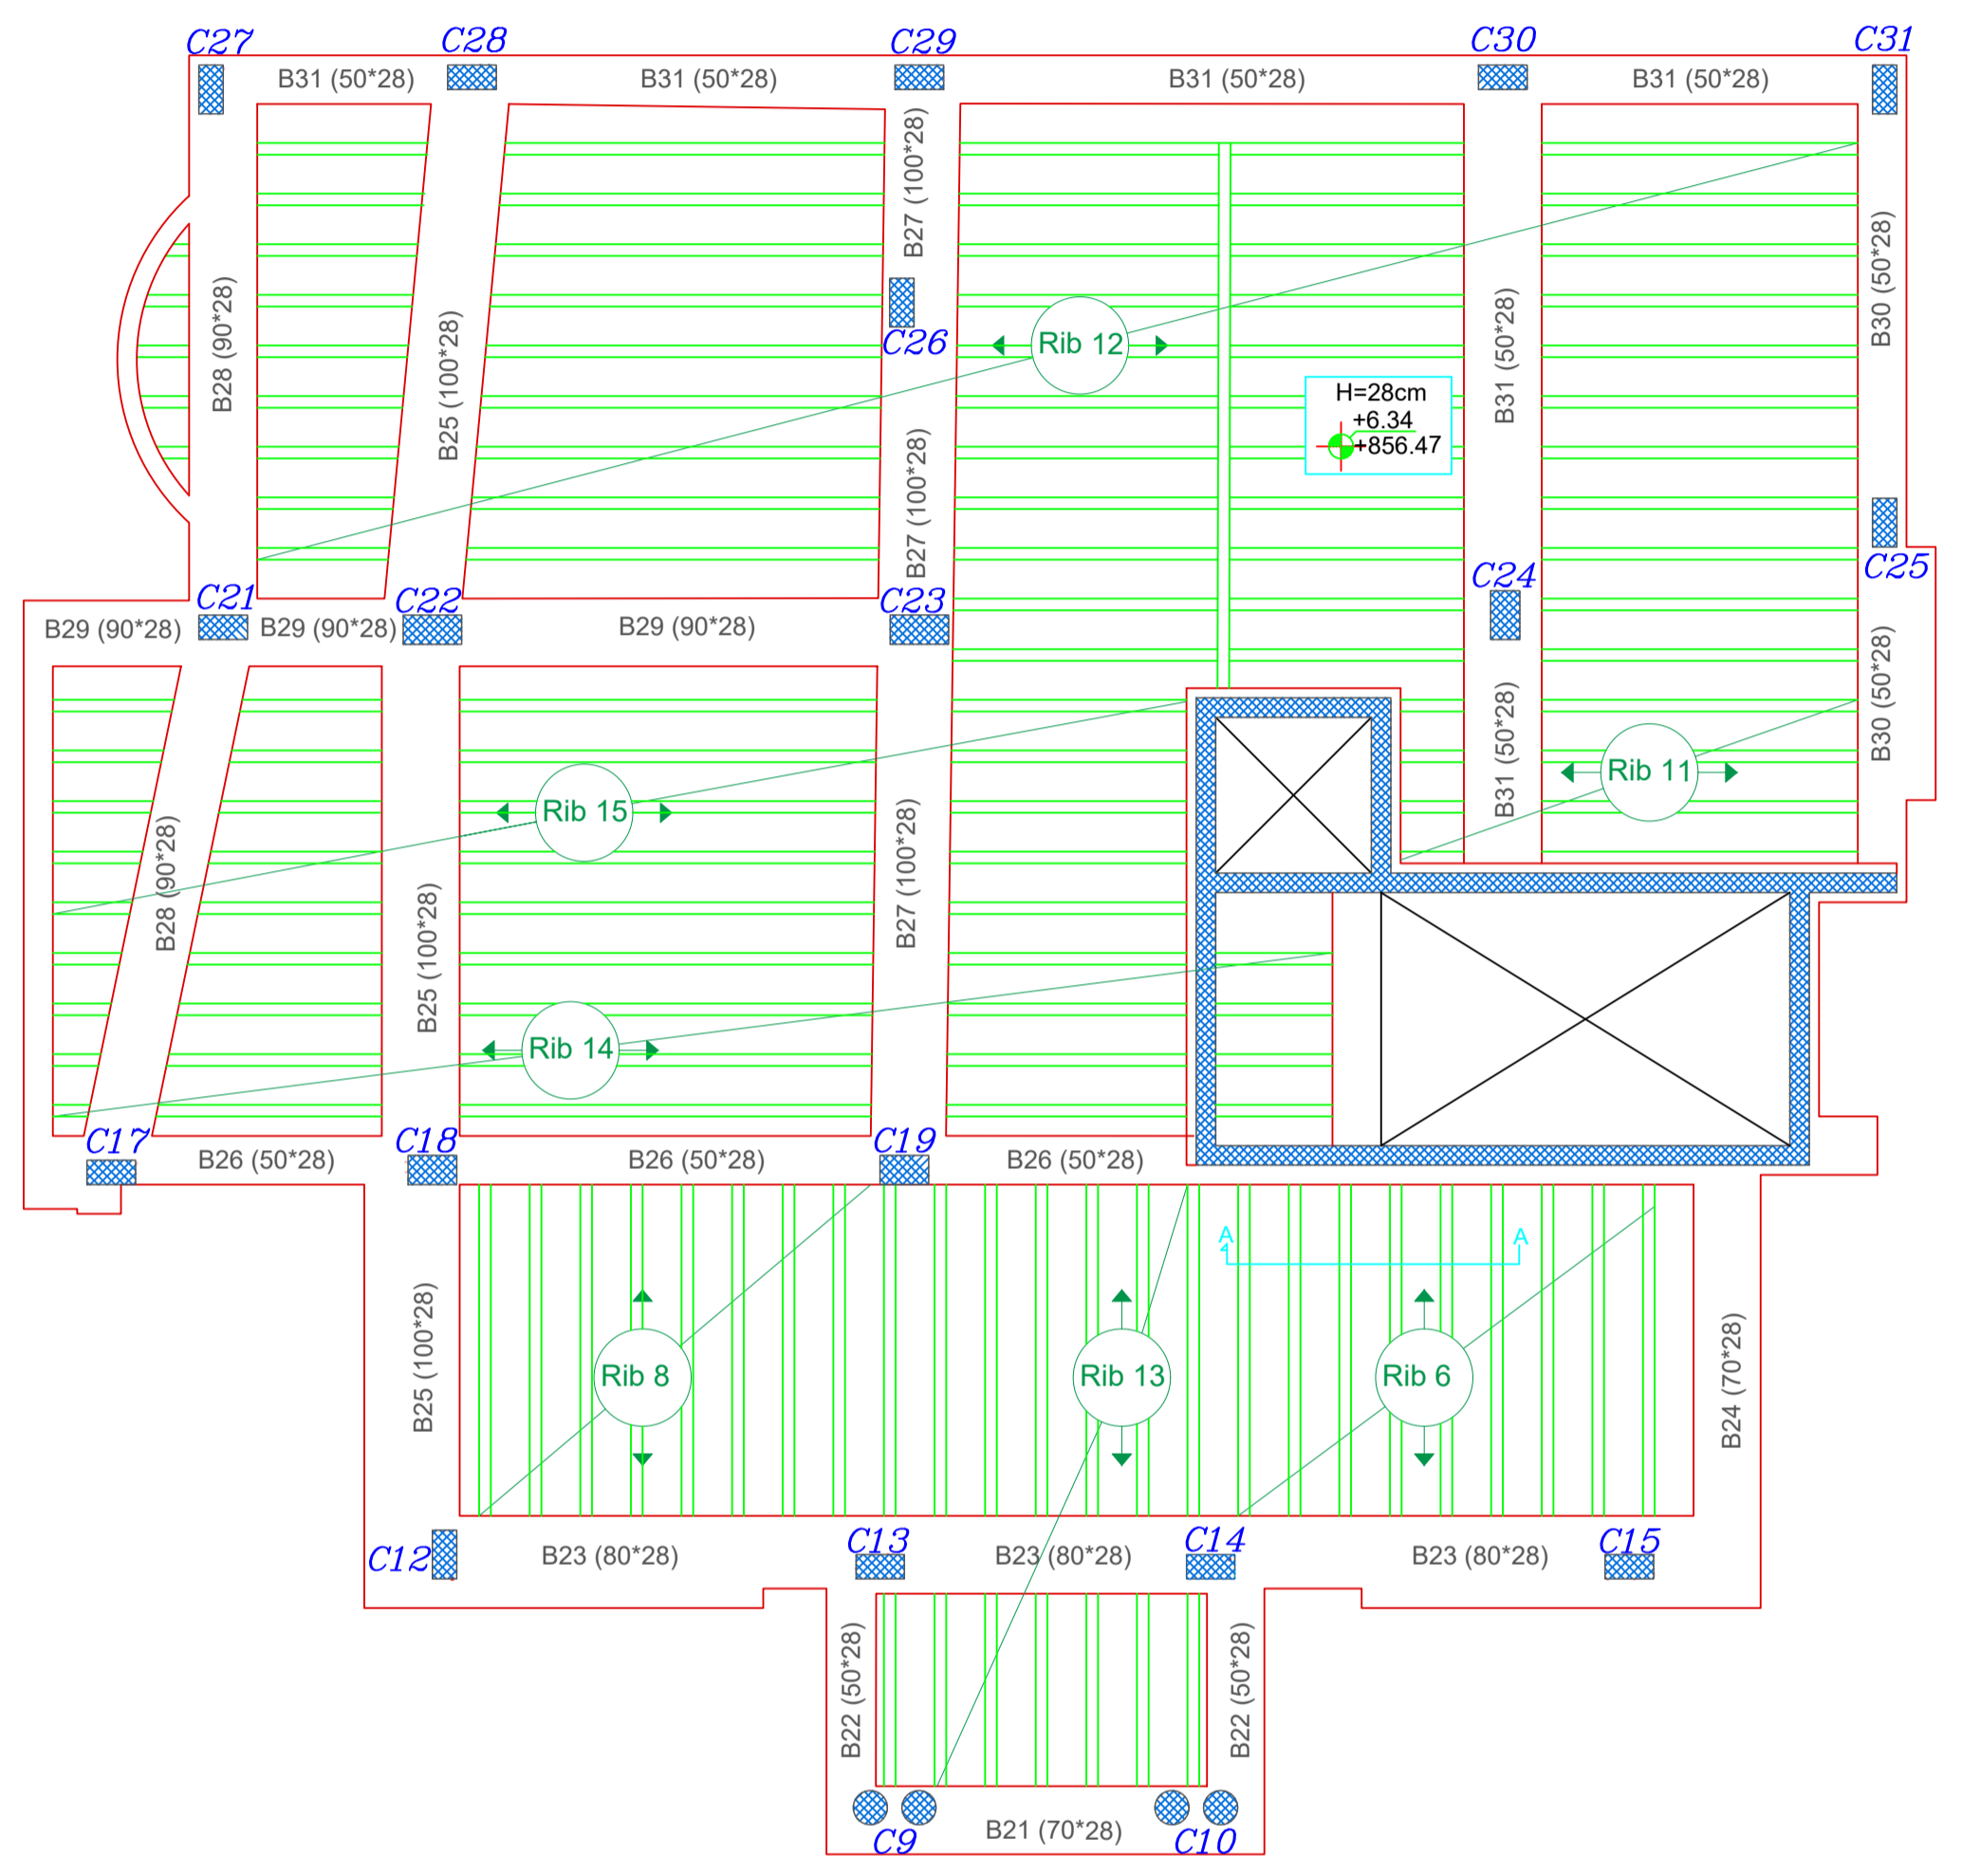 C27
C28
C29
C30
C31
B31 (50*28)
B31 (50*28)
B31 (50*28)
B31 (50*28)
B27 (100*28)
B28 (90*28)
B25 (100*28)
C26
Rib 12
B31 (50*28)
B30 (50*28)
H=28cm
+6.34
+856.47
B27 (100*28)
C25
C24
C21
C22
C23
B29 (90*28)
B29 (90*28)
B29 (90*28)
B31 (50*28)
B30 (50*28)
Rib 11
Rib 15
B28 (90*28)
B25 (100*28)
B27 (100*28)
Rib 14
C17
C18
C19
B26 (50*28)
B26 (50*28)
B26 (50*28)
A
A
B25 (100*28)
Rib 8
Rib 13
Rib 6
B24 (70*28)
C12
C13
C14
C15
B23 (80*28)
B23 (80*28)
B23 (80*28)
B22 (50*28)
B22 (50*28)
C9
B21 (70*28)
C10